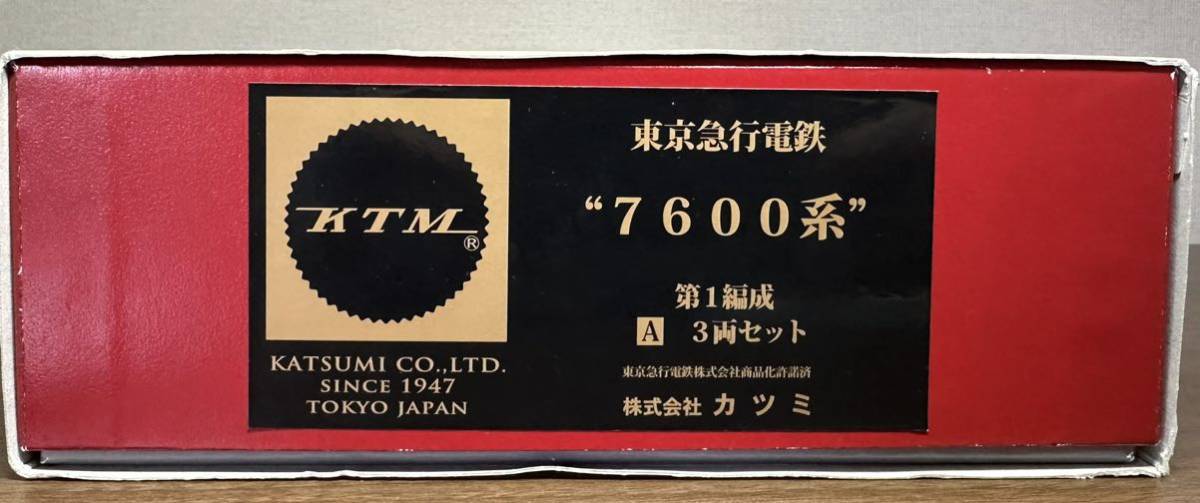 KTM®
KATSUMI CO.,LTD.
SINCE 1947
TOKYO JAPAN
東京急行電鉄
“７６００系”
第１編成
A ３両セット
東京急行電鉄株式会社商品化許諾済
株式会社 カツミ